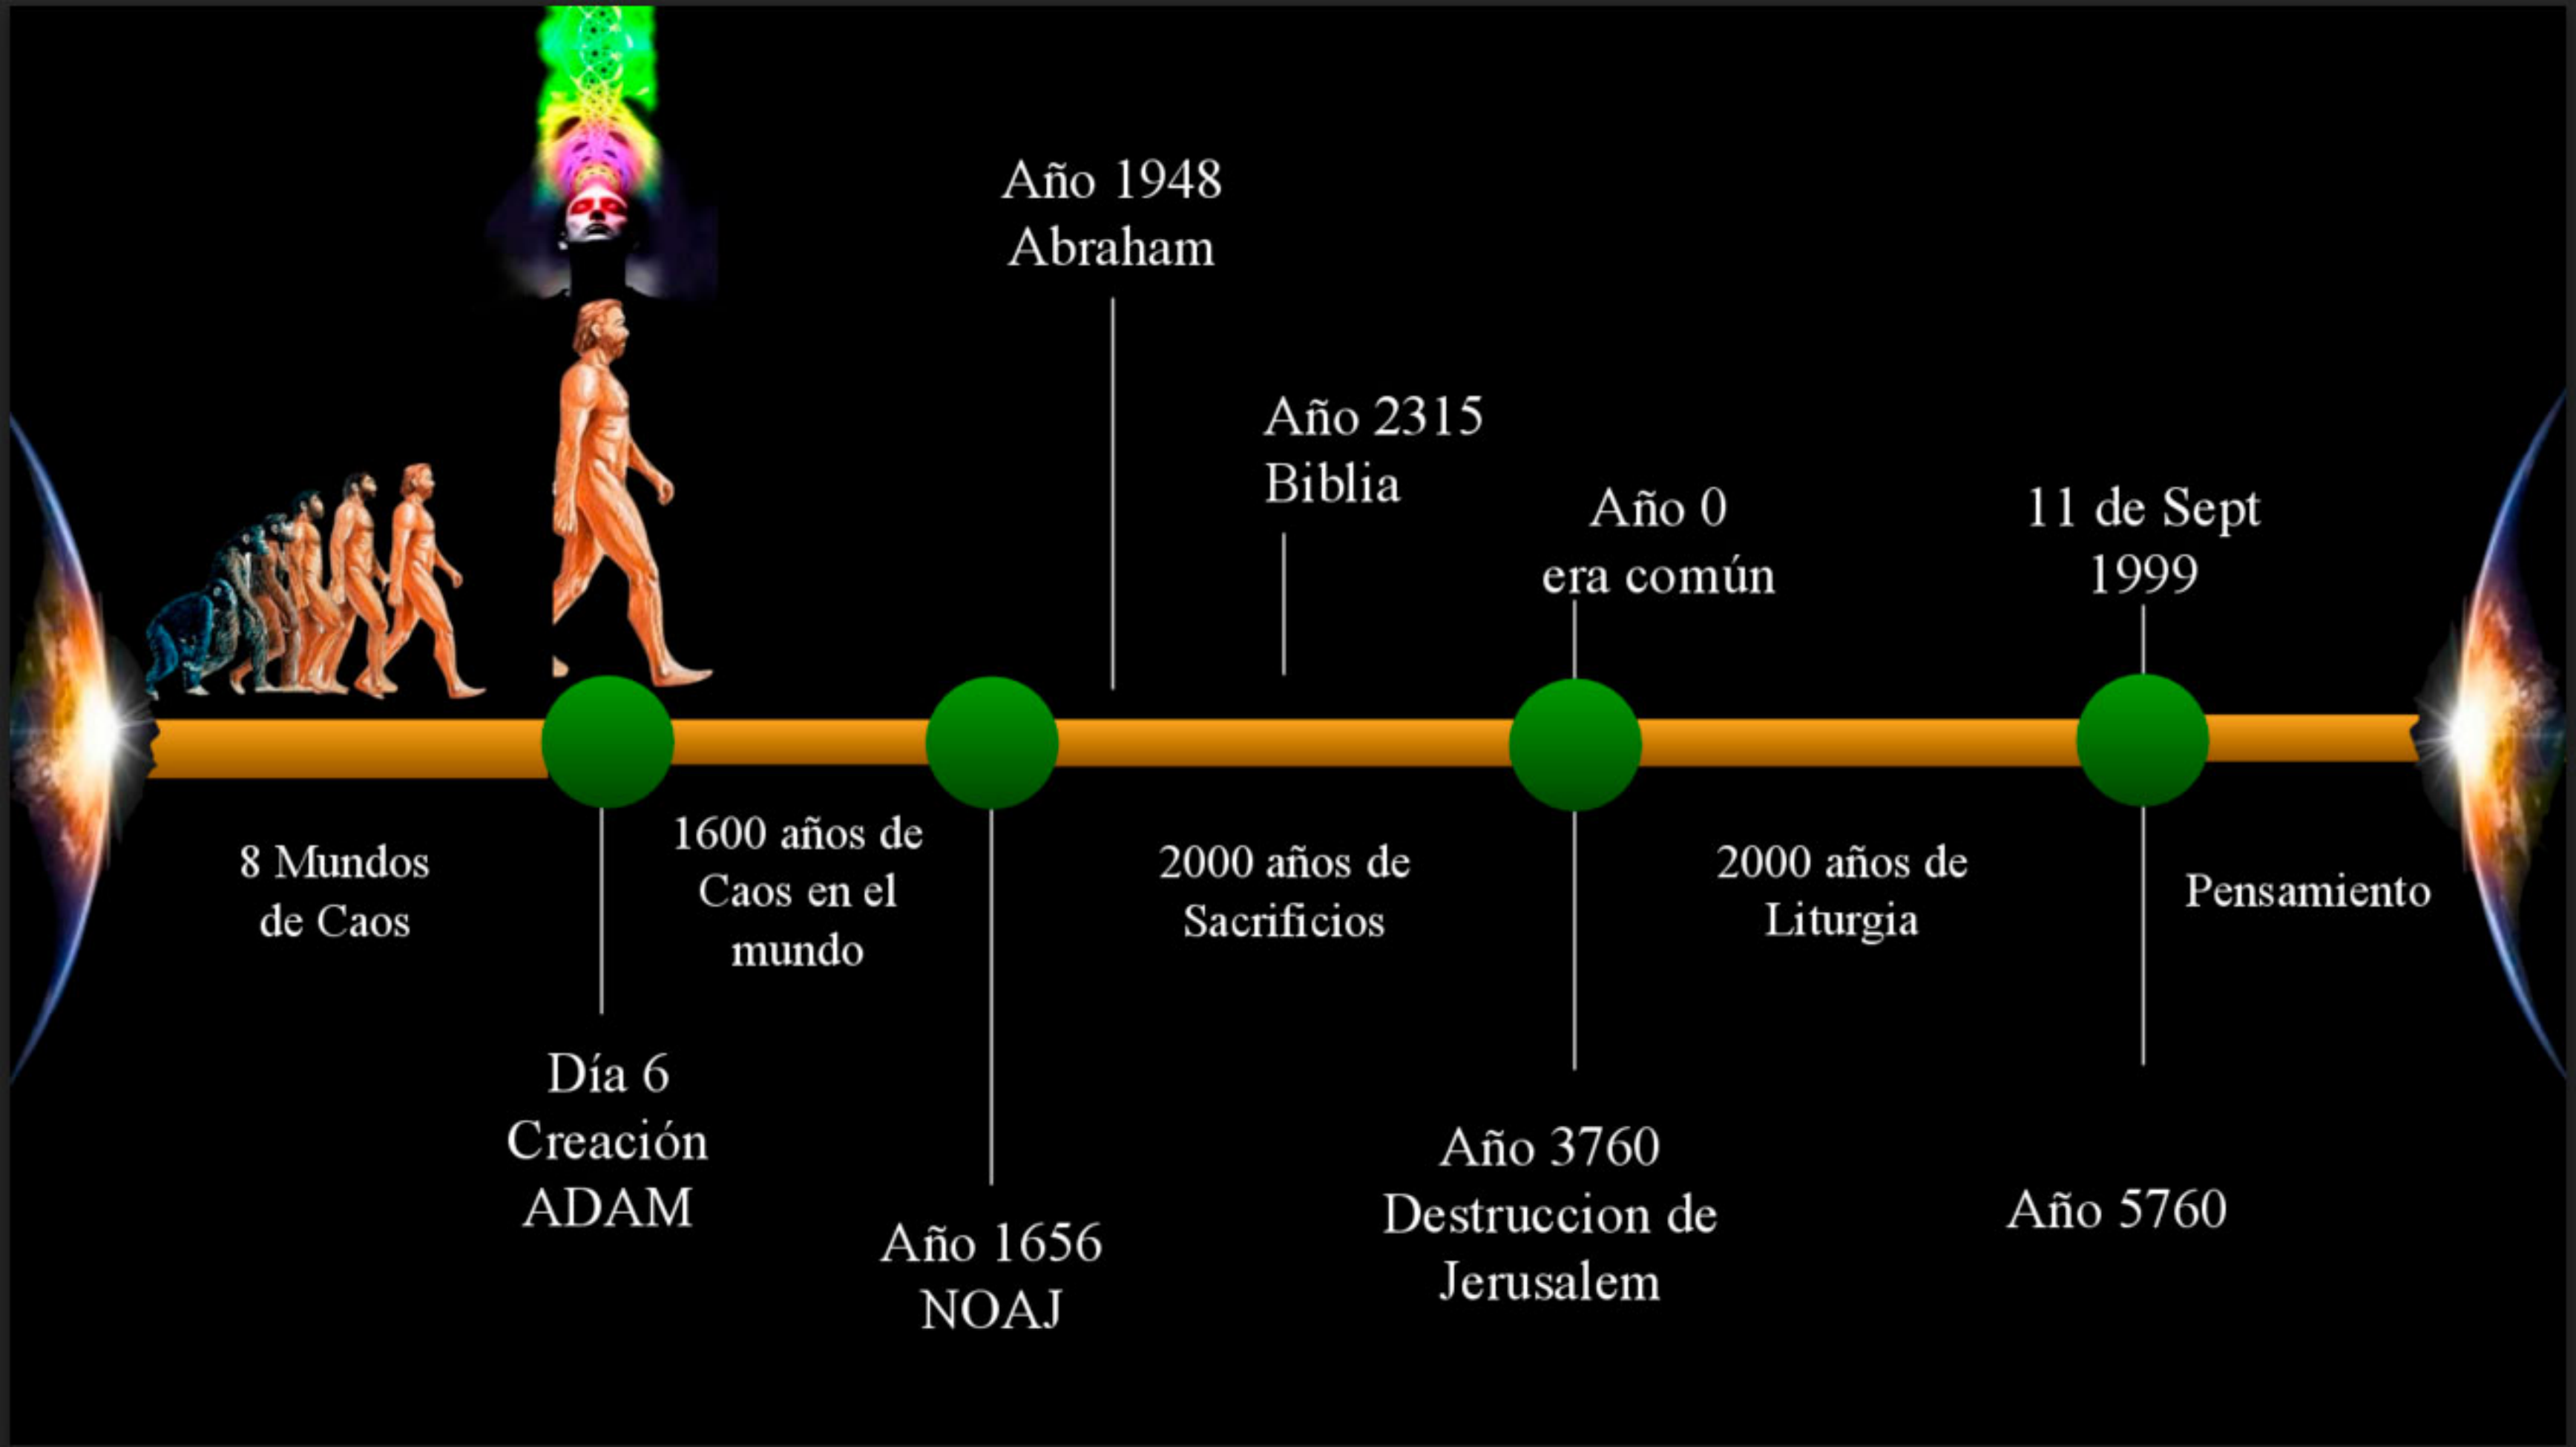 Año 1948
Abraham
Año 2315
Biblia
Año 0
era común
11 de Sept
1999
8 Mundos
de Caos
1600 años de
Caos en el
mundo
2000 años de
Sacrificios
2000 años de
Liturgia
Pensamiento
Día 6
Creación
ADAM
Año 1656
NOAJ
Año 3760
Destruccion de
Jerusalem
Año 5760